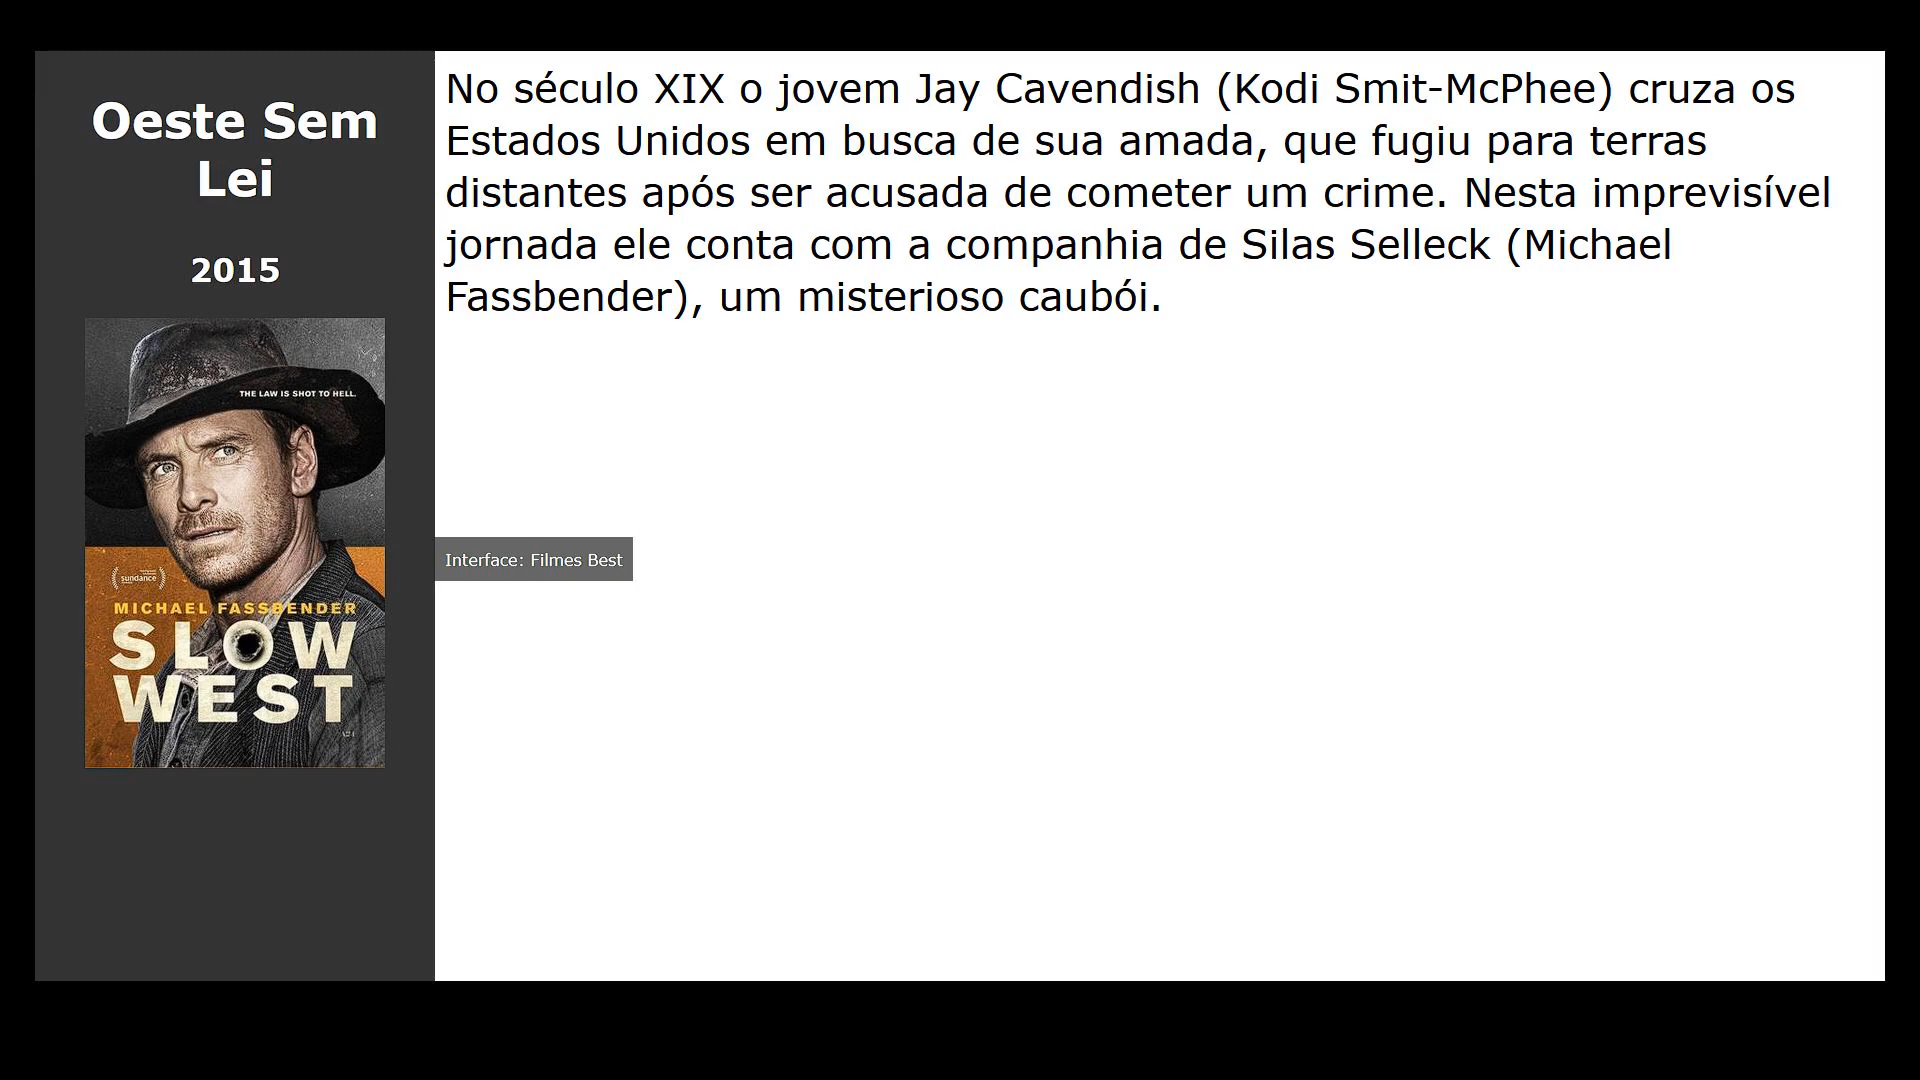 Oeste Sem
Lei
2015
THE LAW IS SHOT TO HELL.
sundance
MICHAEL FASSBENDER
SLOW
WEST
No século XIX o jovem Jay Cavendish (Kodi Smit-McPhee) cruza os
Estados Unidos em busca de sua amada, que fugiu para terras
distantes após ser acusada de cometer um crime. Nesta imprevisível
jornada ele conta com a companhia de Silas Selleck (Michael
Fassbender), um misterioso caubói.
Interface: Filmes Best